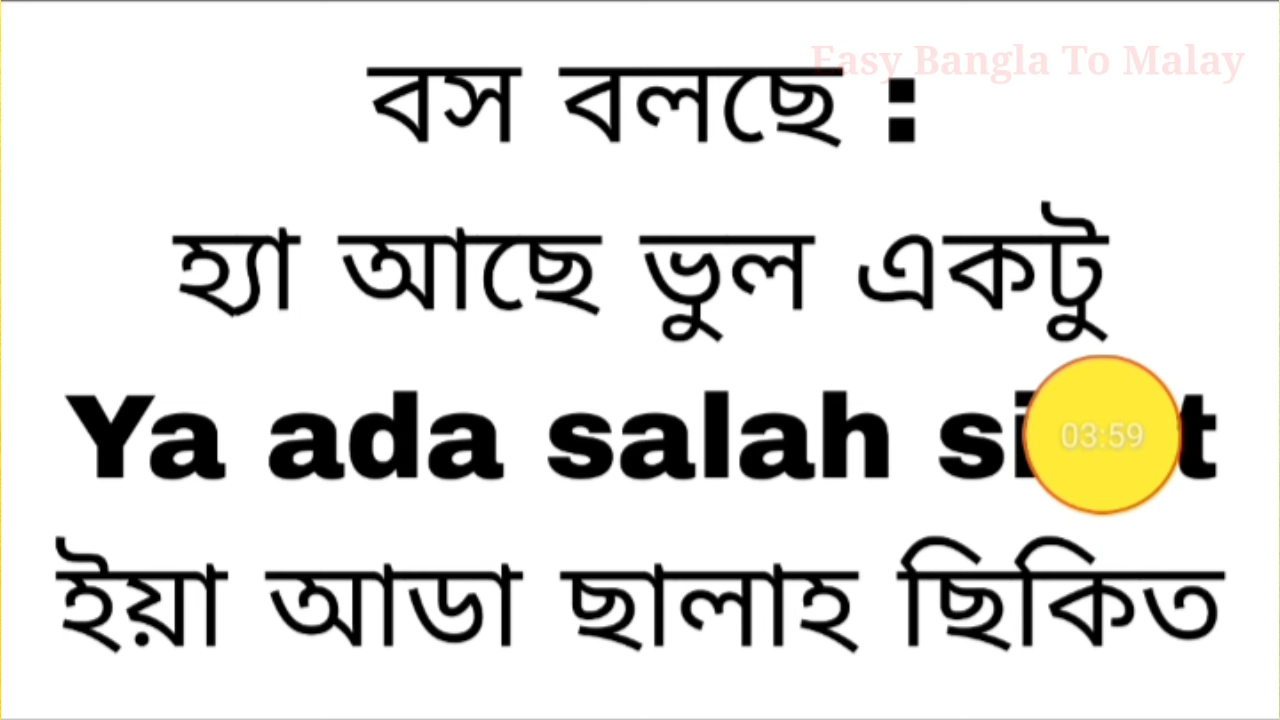 Easy Bangla To Malay
বস বলছে :
হ্যা আছে ভুল একটু
Ya ada salah
03:59
ইয়া আডা ছালাহ ছিকিত